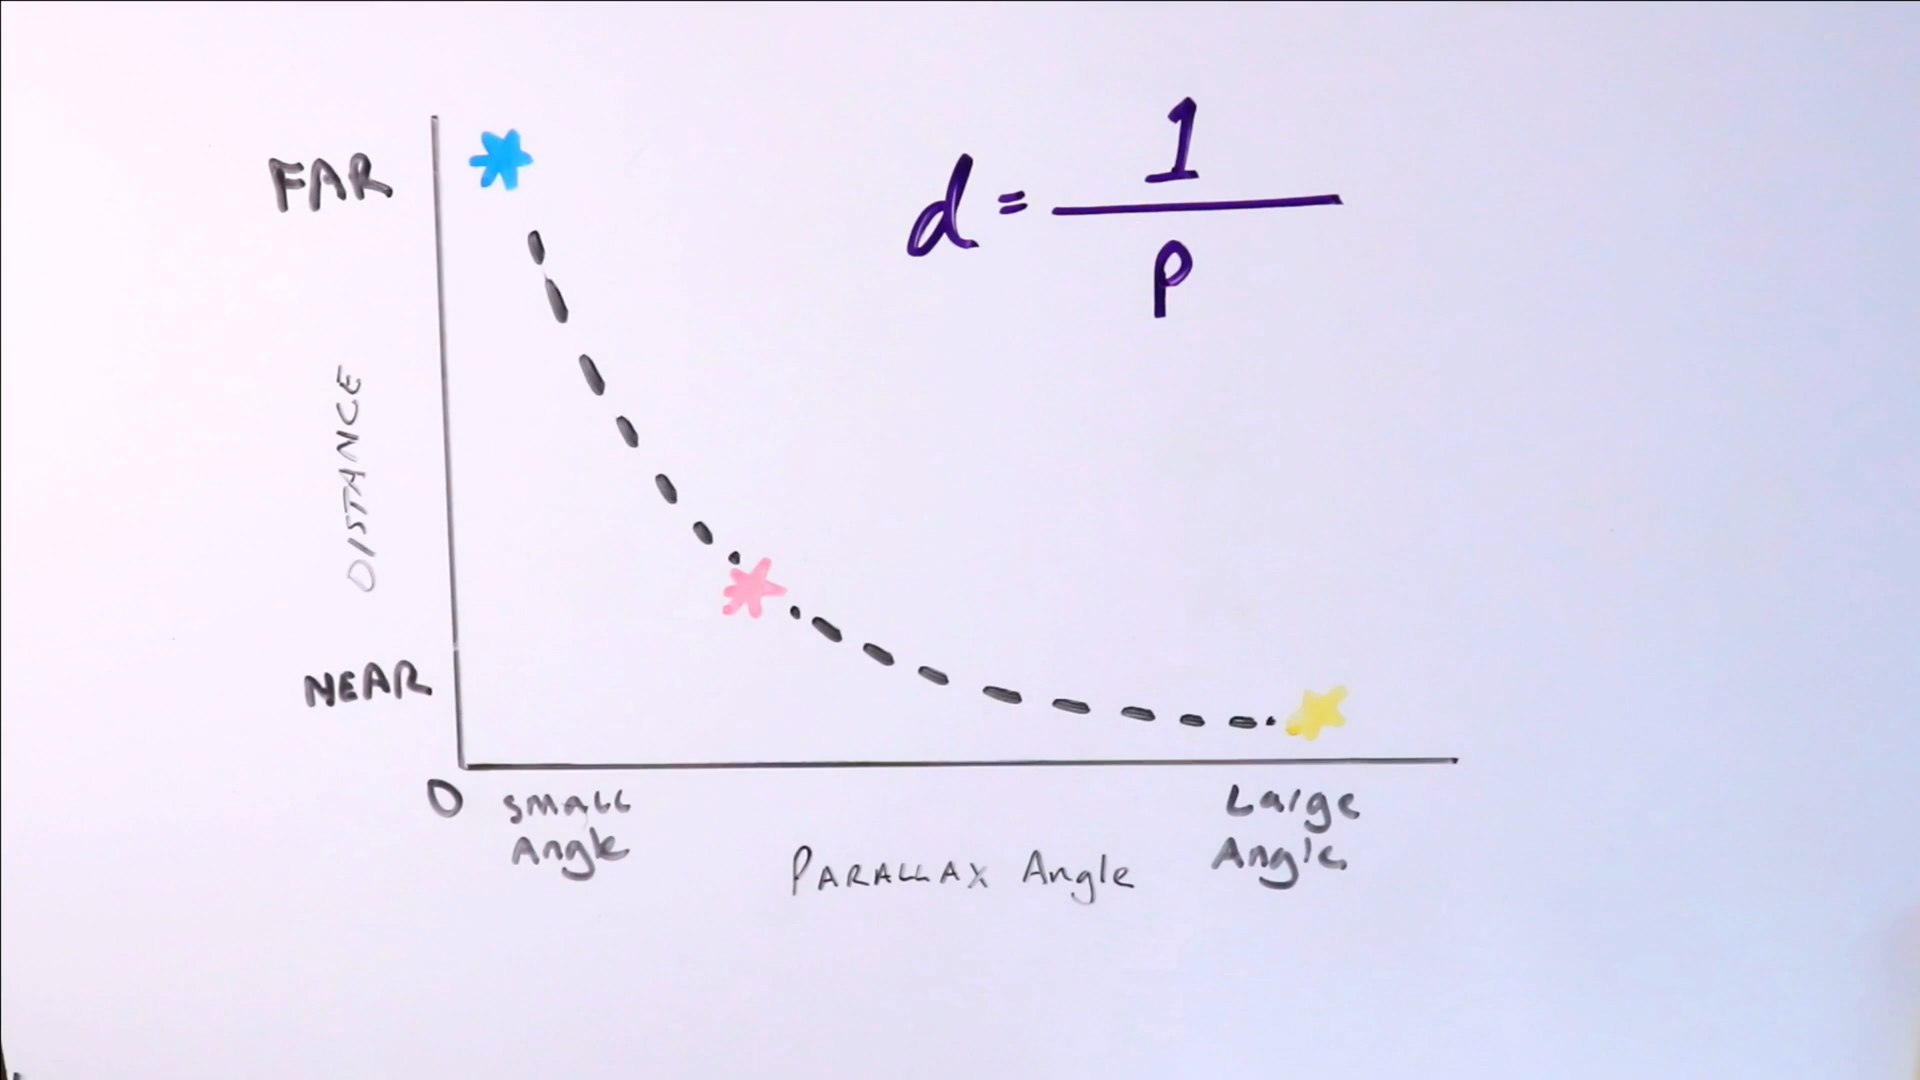 FAR
d = 1
P
DISTANCE
NEAR
0
SMALL
Angle
Large
Angle
PARALLAX Angle